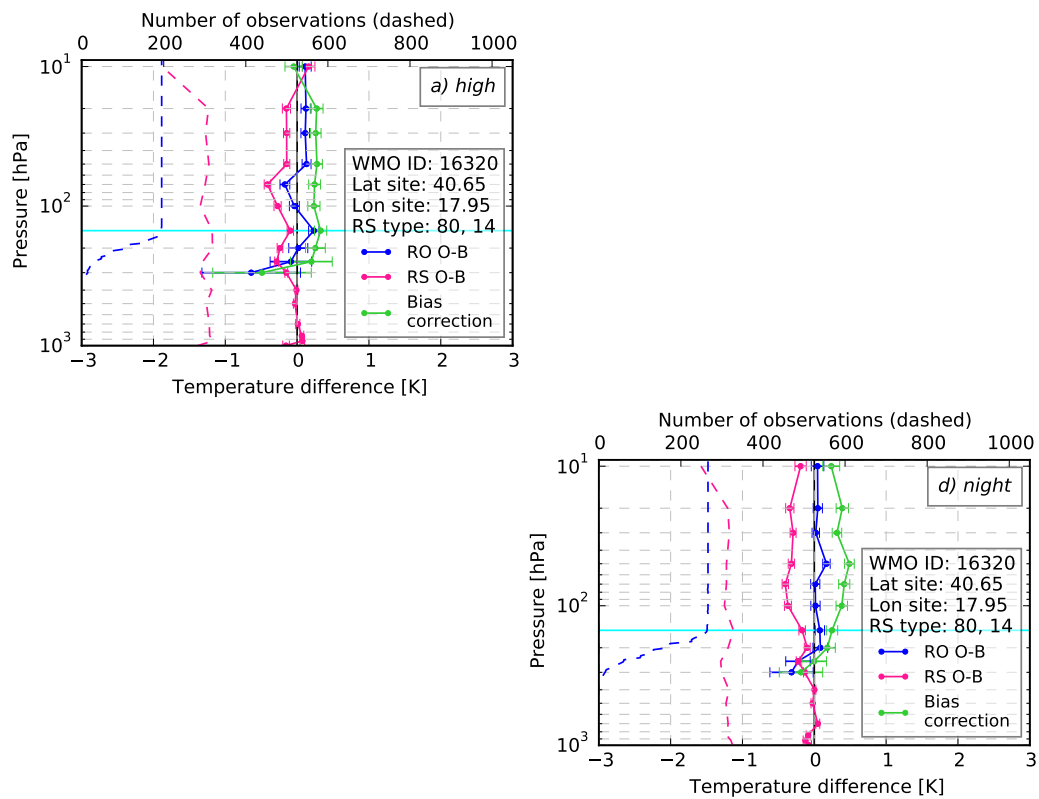 Number of observations (dashed)
0 200 400 600 800 1000
a) high
10¹
10²
10³
Pressure [hPa]
WMO ID: 16320
Lat site: 40.65
Lon site: 17.95
RS type: 80, 14
RO O-B
RS O-B
Bias
correction
−3 −2 −1 0 1 2 3
Temperature difference [K]
Number of observations (dashed)
0 200 400 600 800 1000
d) night
10¹
10²
10³
Pressure [hPa]
WMO ID: 16320
Lat site: 40.65
Lon site: 17.95
RS type: 80, 14
RO O-B
RS O-B
Bias
correction
−3 −2 −1 0 1 2 3
Temperature difference [K]